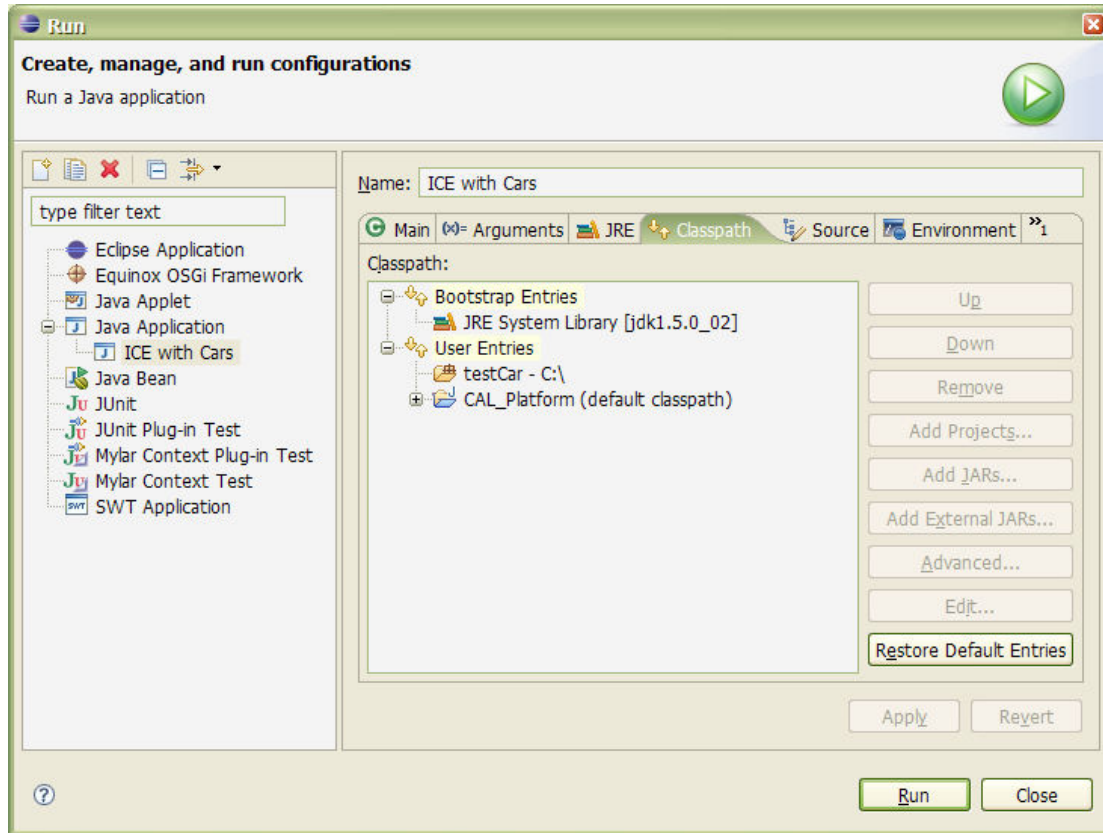 Run
Create, manage, and run configurations
Run a Java application
type filter text
Eclipse Application
Equinox OSGi Framework
Java Applet
Java Application
ICE with Cars
Java Bean
JUnit
JUnit Plug-in Test
Mylar Context Plug-in Test
Mylar Context Test
SWT Application
Name: ICE with Cars
Main (x)= Arguments JRE Classpath Source Environment »1
Classpath:
Bootstrap Entries
JRE System Library [jdk1.5.0_02]
User Entries
testCar - C:\
CAL_Platform (default classpath)
Up
Down
Remove
Add Projects...
Add JARs...
Add External JARs...
Advanced...
Edit...
Restore Default Entries
Apply Revert
Run Close